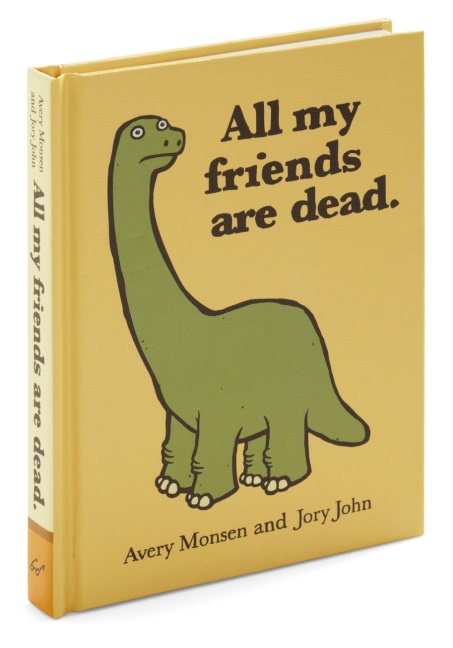 All my
friends
are dead.
Avery Monsen and Jory John
Avery Monsen
and Jory John
All my friends are dead.